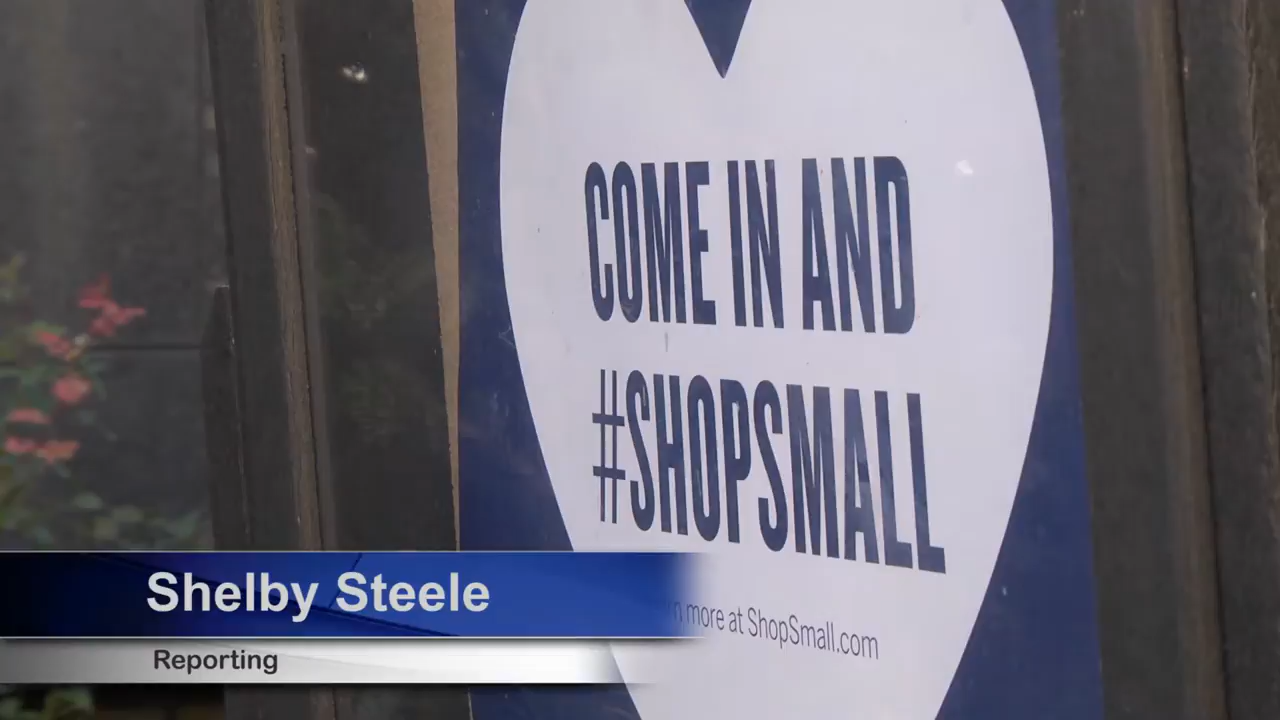 COME IN AND
#SHOPSMALL
more at ShopSmall.com
Shelby Steele
Reporting